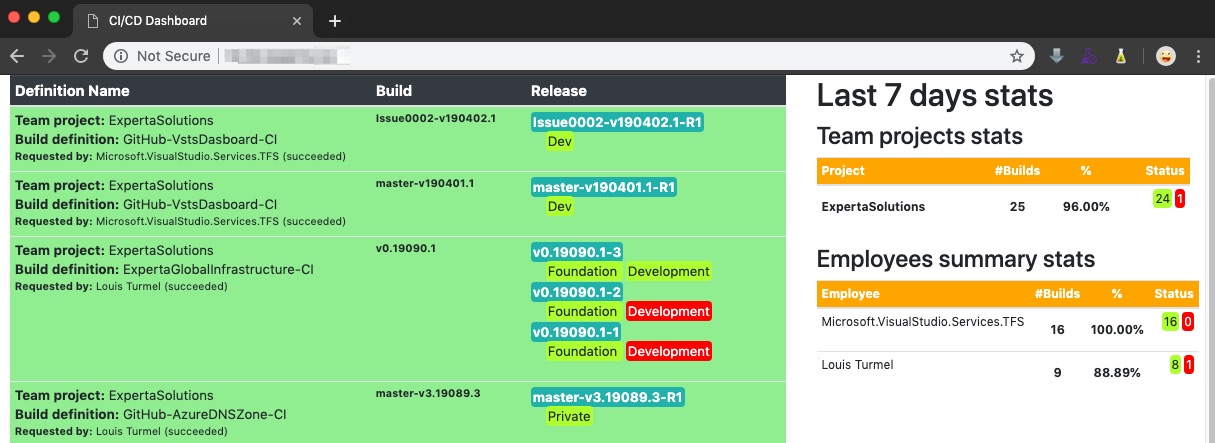 CI/CD Dashboard
Not Secure
Definition Name Build Release
Team project: ExpertaSolutions Issue0002-v190402.1 Issue0002-v190402.1-R1
Build definition: GitHub-VstsDasboard-CI Dev
Requested by: Microsoft.VisualStudio.Services.TFS (succeeded)
Team project: ExpertaSolutions master-v190401.1 master-v190401.1-R1
Build definition: GitHub-VstsDasboard-CI Dev
Requested by: Microsoft.VisualStudio.Services.TFS (succeeded)
Team project: ExpertaSolutions v0.19090.1 v0.19090.1-3
Build definition: ExpertaGlobalInfrastructure-CI Foundation Development
Requested by: Louis Turmel (succeeded) v0.19090.1-2
Foundation Development
v0.19090.1-1
Foundation Development
Team project: ExpertaSolutions master-v3.19089.3 master-v3.19089.3-R1
Build definition: GitHub-AzureDNSZone-CI Private
Requested by: Louis Turmel (succeeded)
Last 7 days stats
Team projects stats
Project #Builds % Status
ExpertaSolutions 25 96.00% 24 1
Employees summary stats
Employee #Builds % Status
Microsoft.VisualStudio.Services.TFS 16 100.00% 16 0
Louis Turmel 9 88.89% 8 1